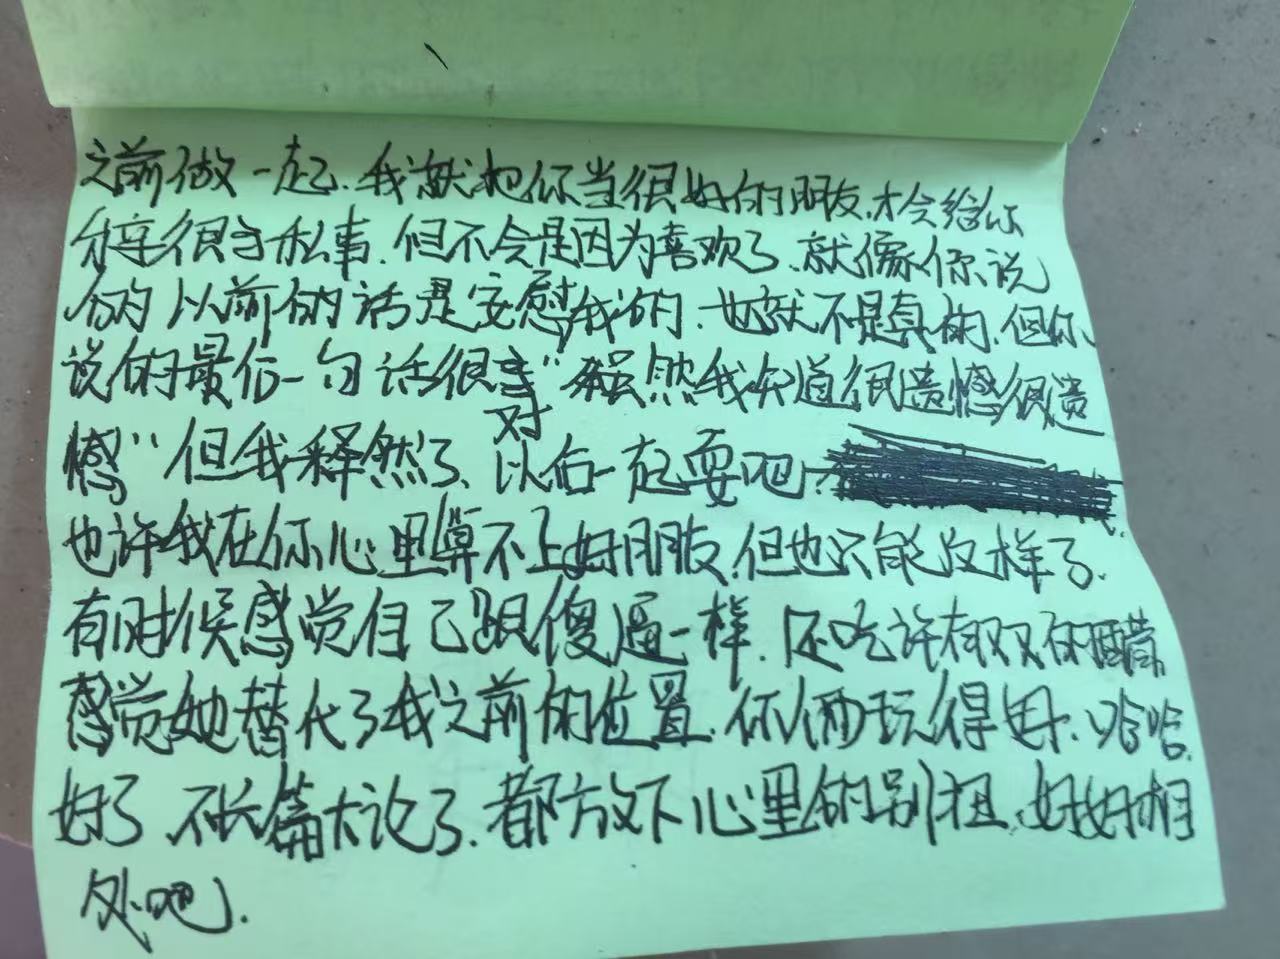 之前做一起.我就把你当很好的朋友.才会给你
分享很多私事.但不会是因为喜欢了.就像你说
的以前的话是安慰我的.也就不是真的.但你
说的最后一句话很
对
"虽然我知道很遗憾很遗
憾"但我释然了.以后一起耍吧.
也许我在你心里算不上好朋友.但也只能这样了.
有时候感觉自己跟傻逼一样.还吃许双双的醋
感觉她替代了我之前的位置.你俩玩得好.哈哈.
好了不长篇大论了.都放下心里的别扭.好好相
处吧.